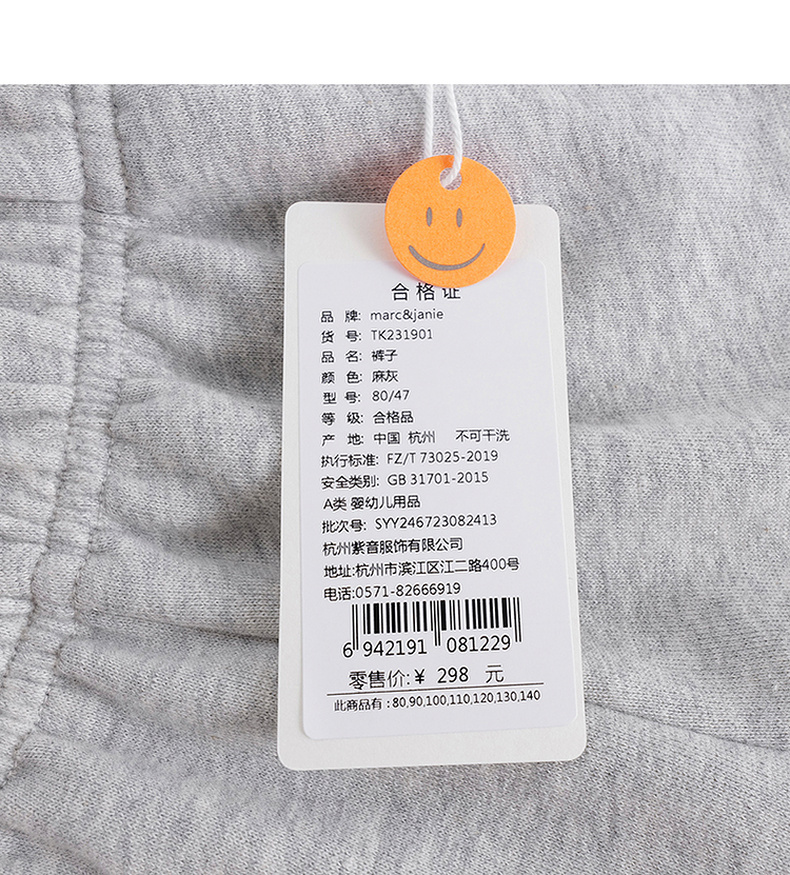 合格证
品 牌: marc&janie
货 号: TK231901
品 名: 裤子
颜 色: 麻灰
型 号: 80/47
等 级: 合格品
产 地: 中国 杭州 不可干洗
执行标准: FZ/T 73025-2019
安全类别: GB 31701-2015
A类 婴幼儿用品
批次号: SYY246723082413
杭州紫音服饰有限公司
地址:杭州市滨江区江二路400号
电话:0571-82666919
6 942191 081229
零售价:¥ 298 元
此商品有:80,90,100,110,120,130,140